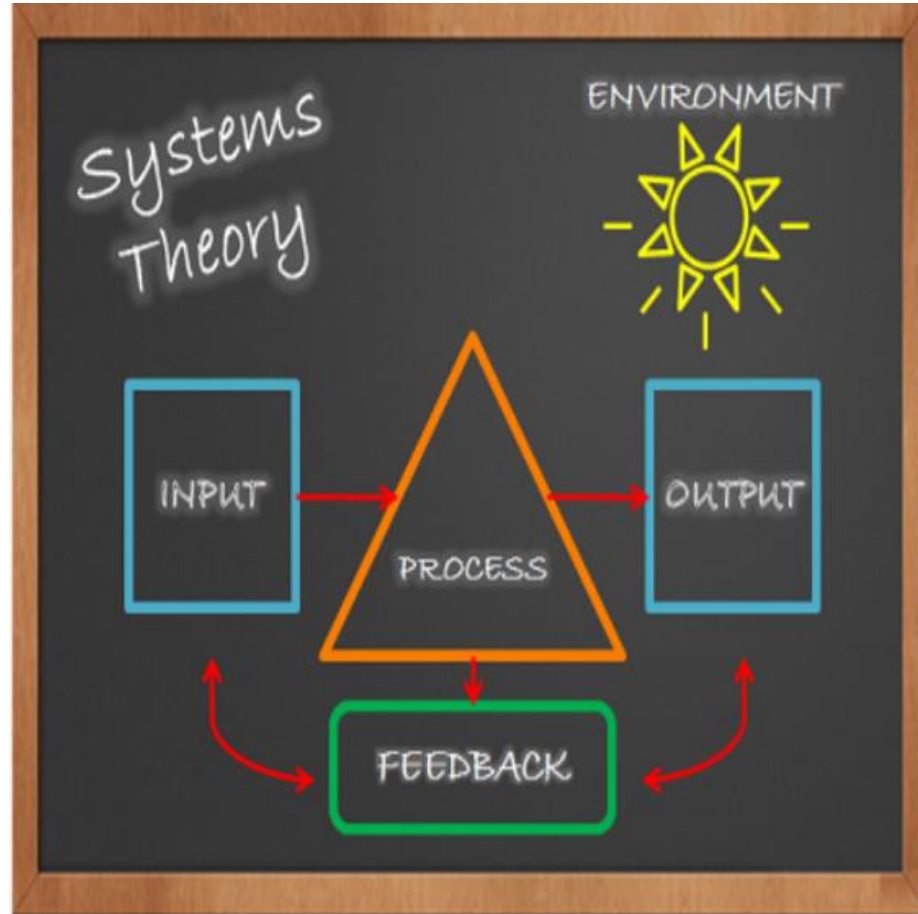 Systems
Theory
ENVIRONMENT
INPUT
PROCESS
OUTPUT
FEEDBACK